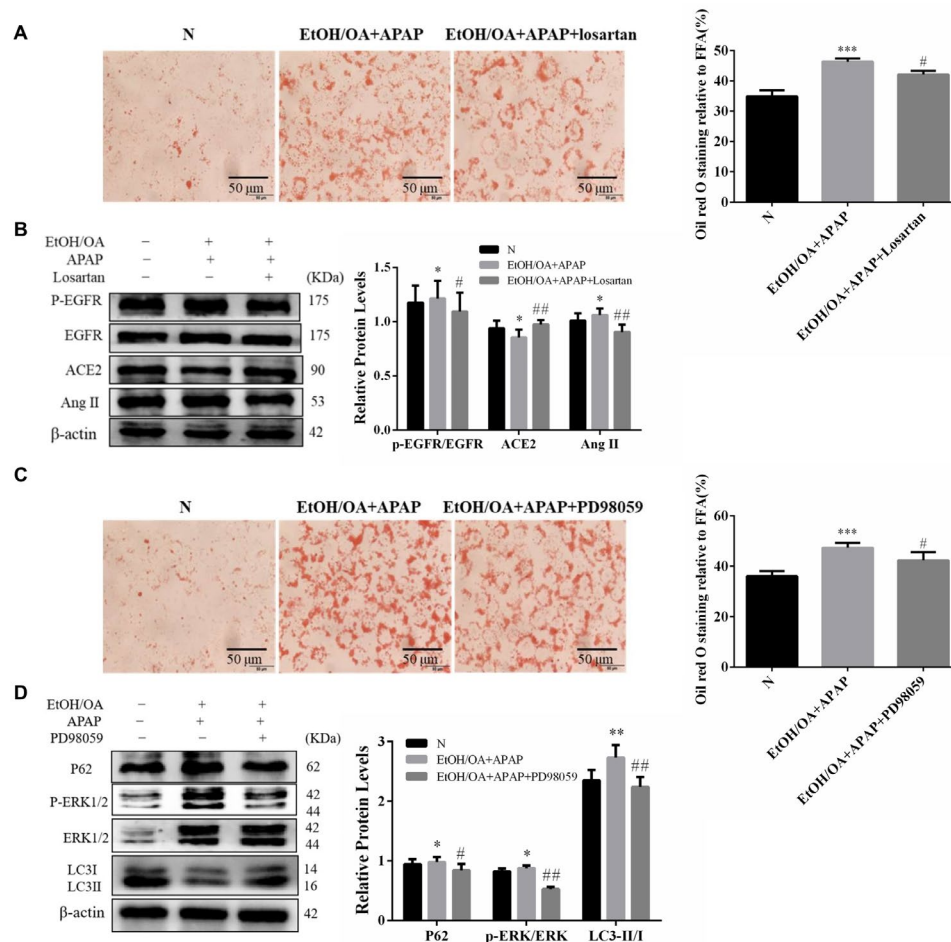 A
N
EtOH/OA+APAP
EtOH/OA+APAP+losartan
50 μm
50 μm
50 μm
Oil red O staining relative to FFA(%)
60
50
40
30
20
10
0
***
#
N
EtOH/OA+APAP
EtOH/OA+APAP+Losartan
B
EtOH/OA – + +
APAP – + +
Losartan – – + (KDa)
P-EGFR 175
EGFR 175
ACE2 90
Ang II 53
β-actin 42
Relative Protein Levels
1.5
1.0
0.5
0.0
N
EtOH/OA+APAP
EtOH/OA+APAP+Losartan
* # * ## * ##
p-EGFR/EGFR ACE2 Ang II
C
N
EtOH/OA+APAP
EtOH/OA+APAP+PD98059
50 μm
50 μm
50 μm
Oil red O staining relative to FFA(%)
60
40
20
0
***
#
N
EtOH/OA+APAP
EtOH/OA+APAP+PD98059
D
EtOH/OA – + +
APAP – + +
PD98059 – – + (KDa)
P62 62
P-ERK1/2 42
44
ERK1/2 42
44
LC3I 14
LC3II 16
β-actin 42
Relative Protein Levels
3
2
1
0
N
EtOH/OA+APAP
EtOH/OA+APAP+PD98059
* # * ## ** ##
P62 p-ERK/ERK LC3-II/I